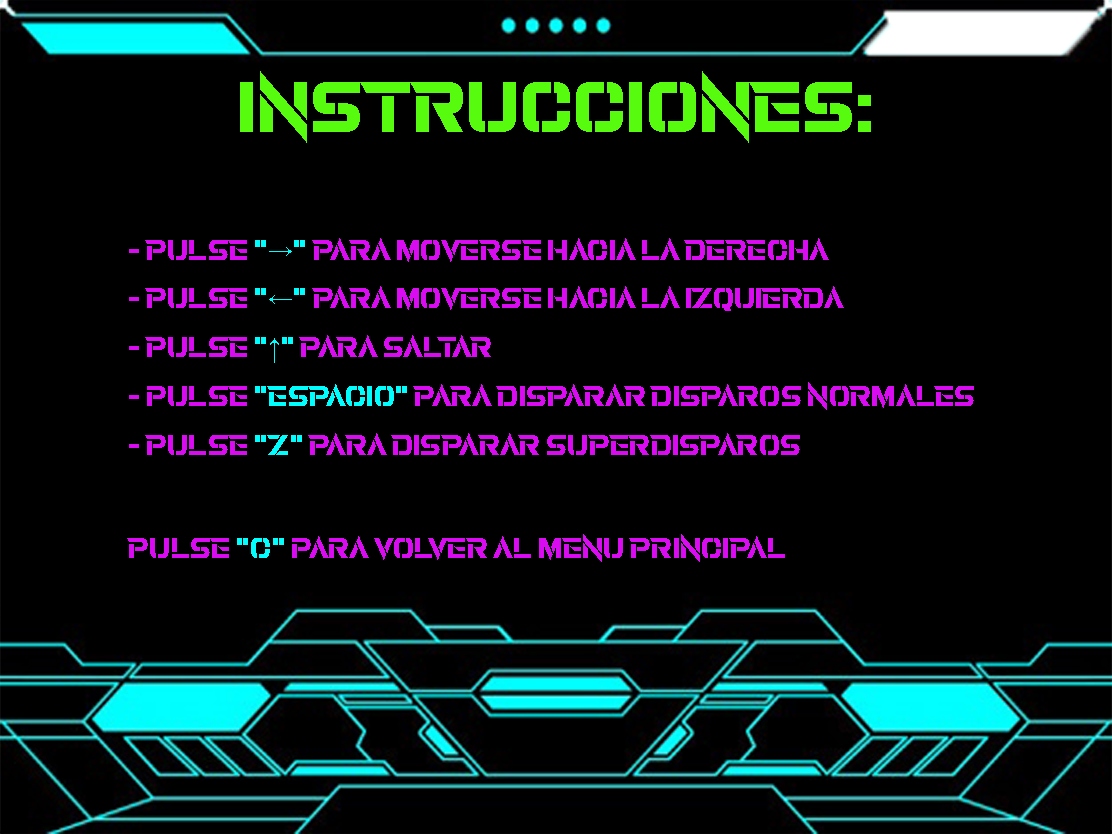 INSTRUCCIONES:
- PULSE "→" PARA MOVERSE HACIA LA DERECHA
- PULSE "←" PARA MOVERSE HACIA LA IZQUIERDA
- PULSE "↑" PARA SALTAR
- PULSE "ESPACIO" PARA DISPARAR DISPAROS NORMALES
- PULSE "Z" PARA DISPARAR SUPERDISPAROS
PULSE "C" PARA VOLVER AL MENU PRINCIPAL